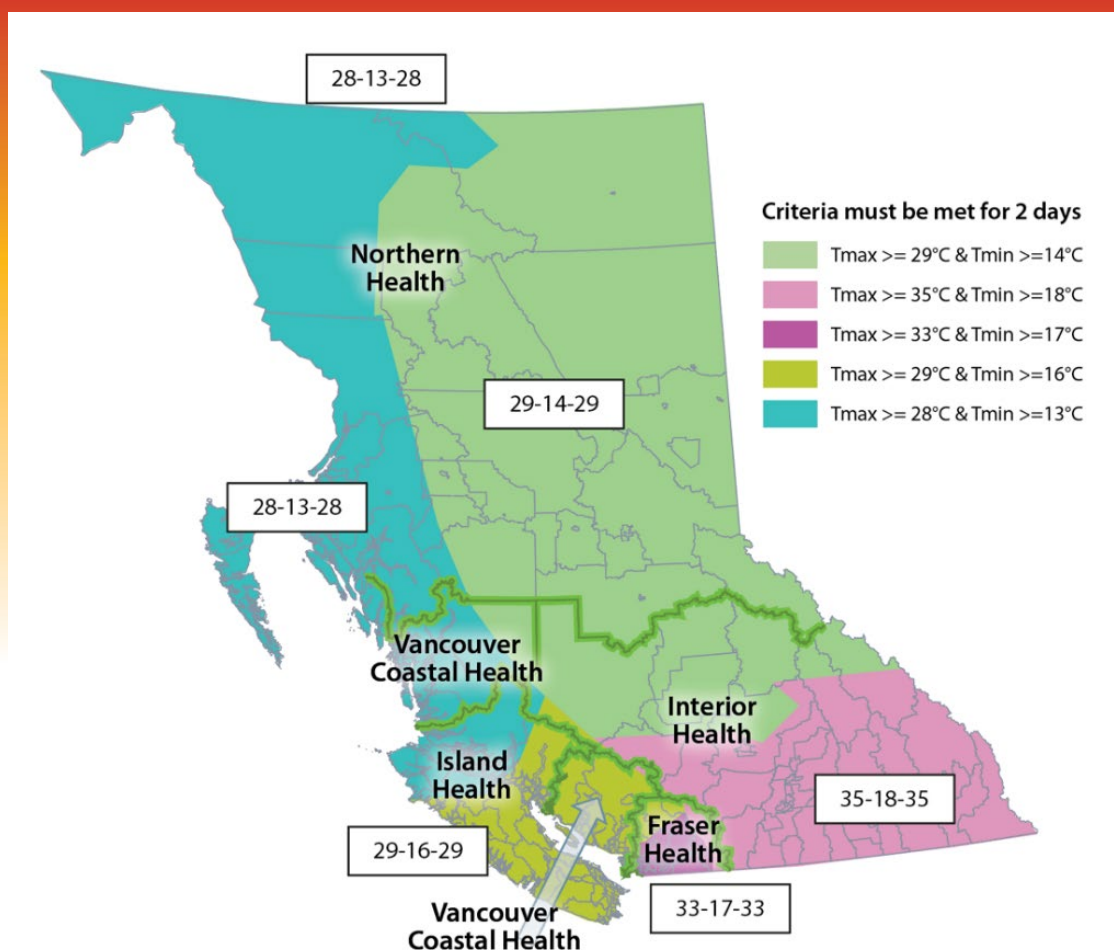 28-13-28
Criteria must be met for 2 days
Tmax >= 29°C & Tmin >=14°C
Tmax >= 35°C & Tmin >=18°C
Tmax >= 33°C & Tmin >=17°C
Tmax >= 29°C & Tmin >=16°C
Tmax >= 28°C & Tmin >=13°C
Northern
Health
29-14-29
28-13-28
Vancouver
Coastal Health
Interior
Health
Island
Health
35-18-35
Fraser
Health
29-16-29
33-17-33
Vancouver
Coastal Health